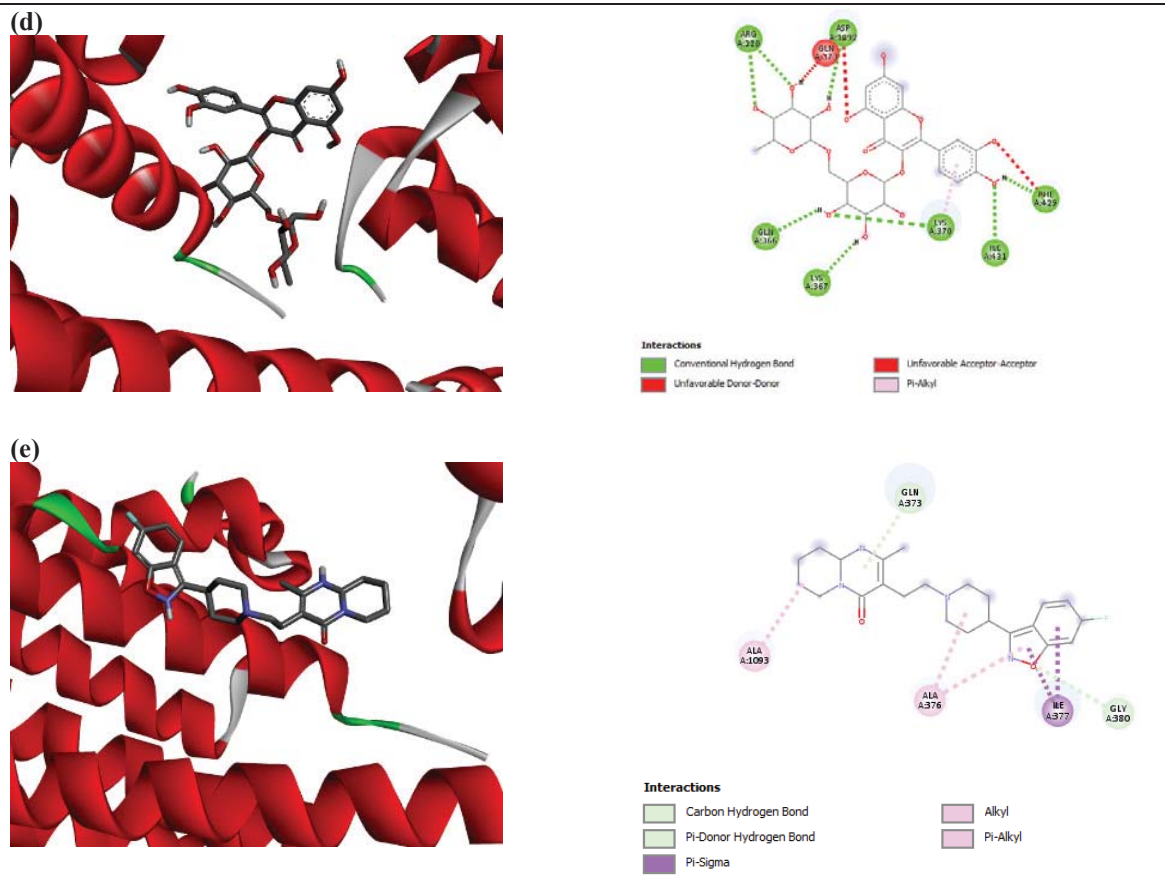 (d)
ARG
ASP
GLN
PHE
A:429
LYS
A:370
GLN
A:366
ILE
A:431
LYS
A:367
Interactions
Conventional Hydrogen Bond
Unfavorable Donor-Donor
Unfavorable Acceptor-Acceptor
Pi-Alkyl
(e)
GLN
A:373
ALA
A:1093
ALA
A:376
ILE
A:377
GLY
A:380
Interactions
Carbon Hydrogen Bond
Pi-Donor Hydrogen Bond
Pi-Sigma
Alkyl
Pi-Alkyl